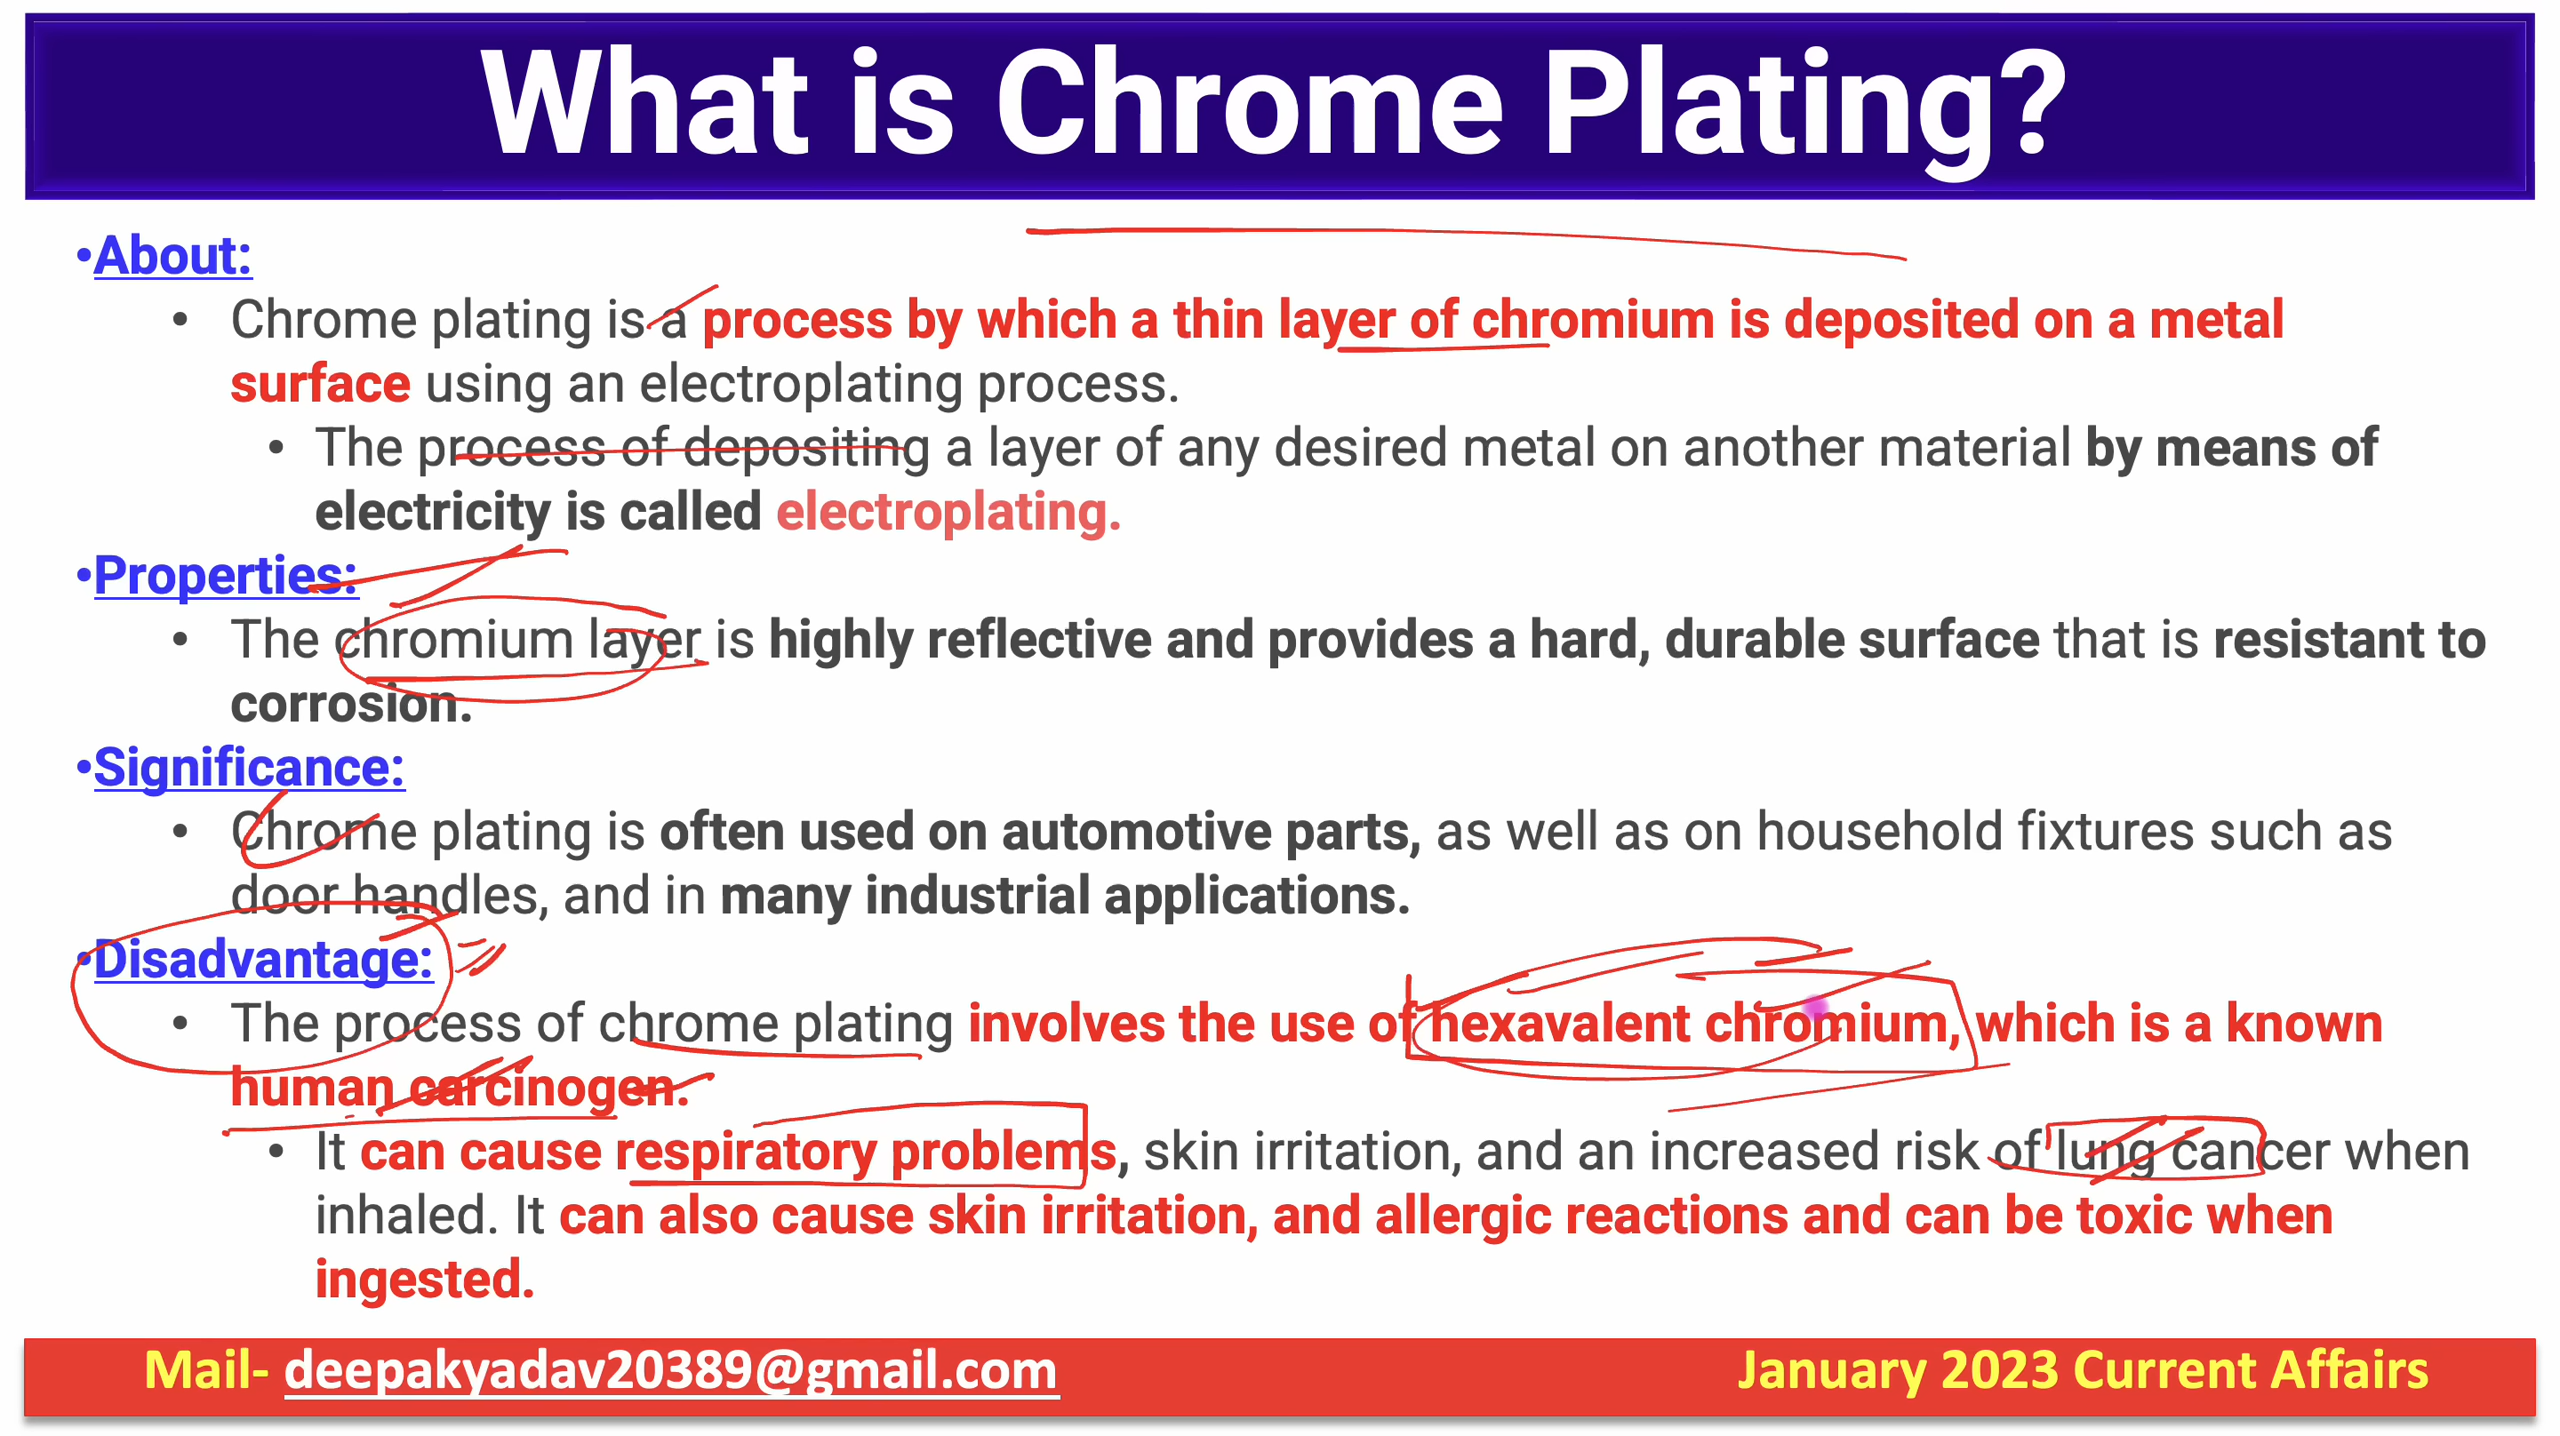 What is Chrome Plating?
•About:
• Chrome plating is a process by which a thin layer of chromium is deposited on a metal
surface using an electroplating process.
• The process of depositing a layer of any desired metal on another material by means of
electricity is called electroplating.
•Properties:
• The chromium layer is highly reflective and provides a hard, durable surface that is resistant to
corrosion.
•Significance:
• Chrome plating is often used on automotive parts, as well as on household fixtures such as
door handles, and in many industrial applications.
•Disadvantage:
• The process of chrome plating involves the use of hexavalent chromium, which is a known
human carcinogen.
• It can cause respiratory problems, skin irritation, and an increased risk of lung cancer when
inhaled. It can also cause skin irritation, and allergic reactions and can be toxic when
ingested.
Mail- deepakyadav20389@gmail.com
January 2023 Current Affairs